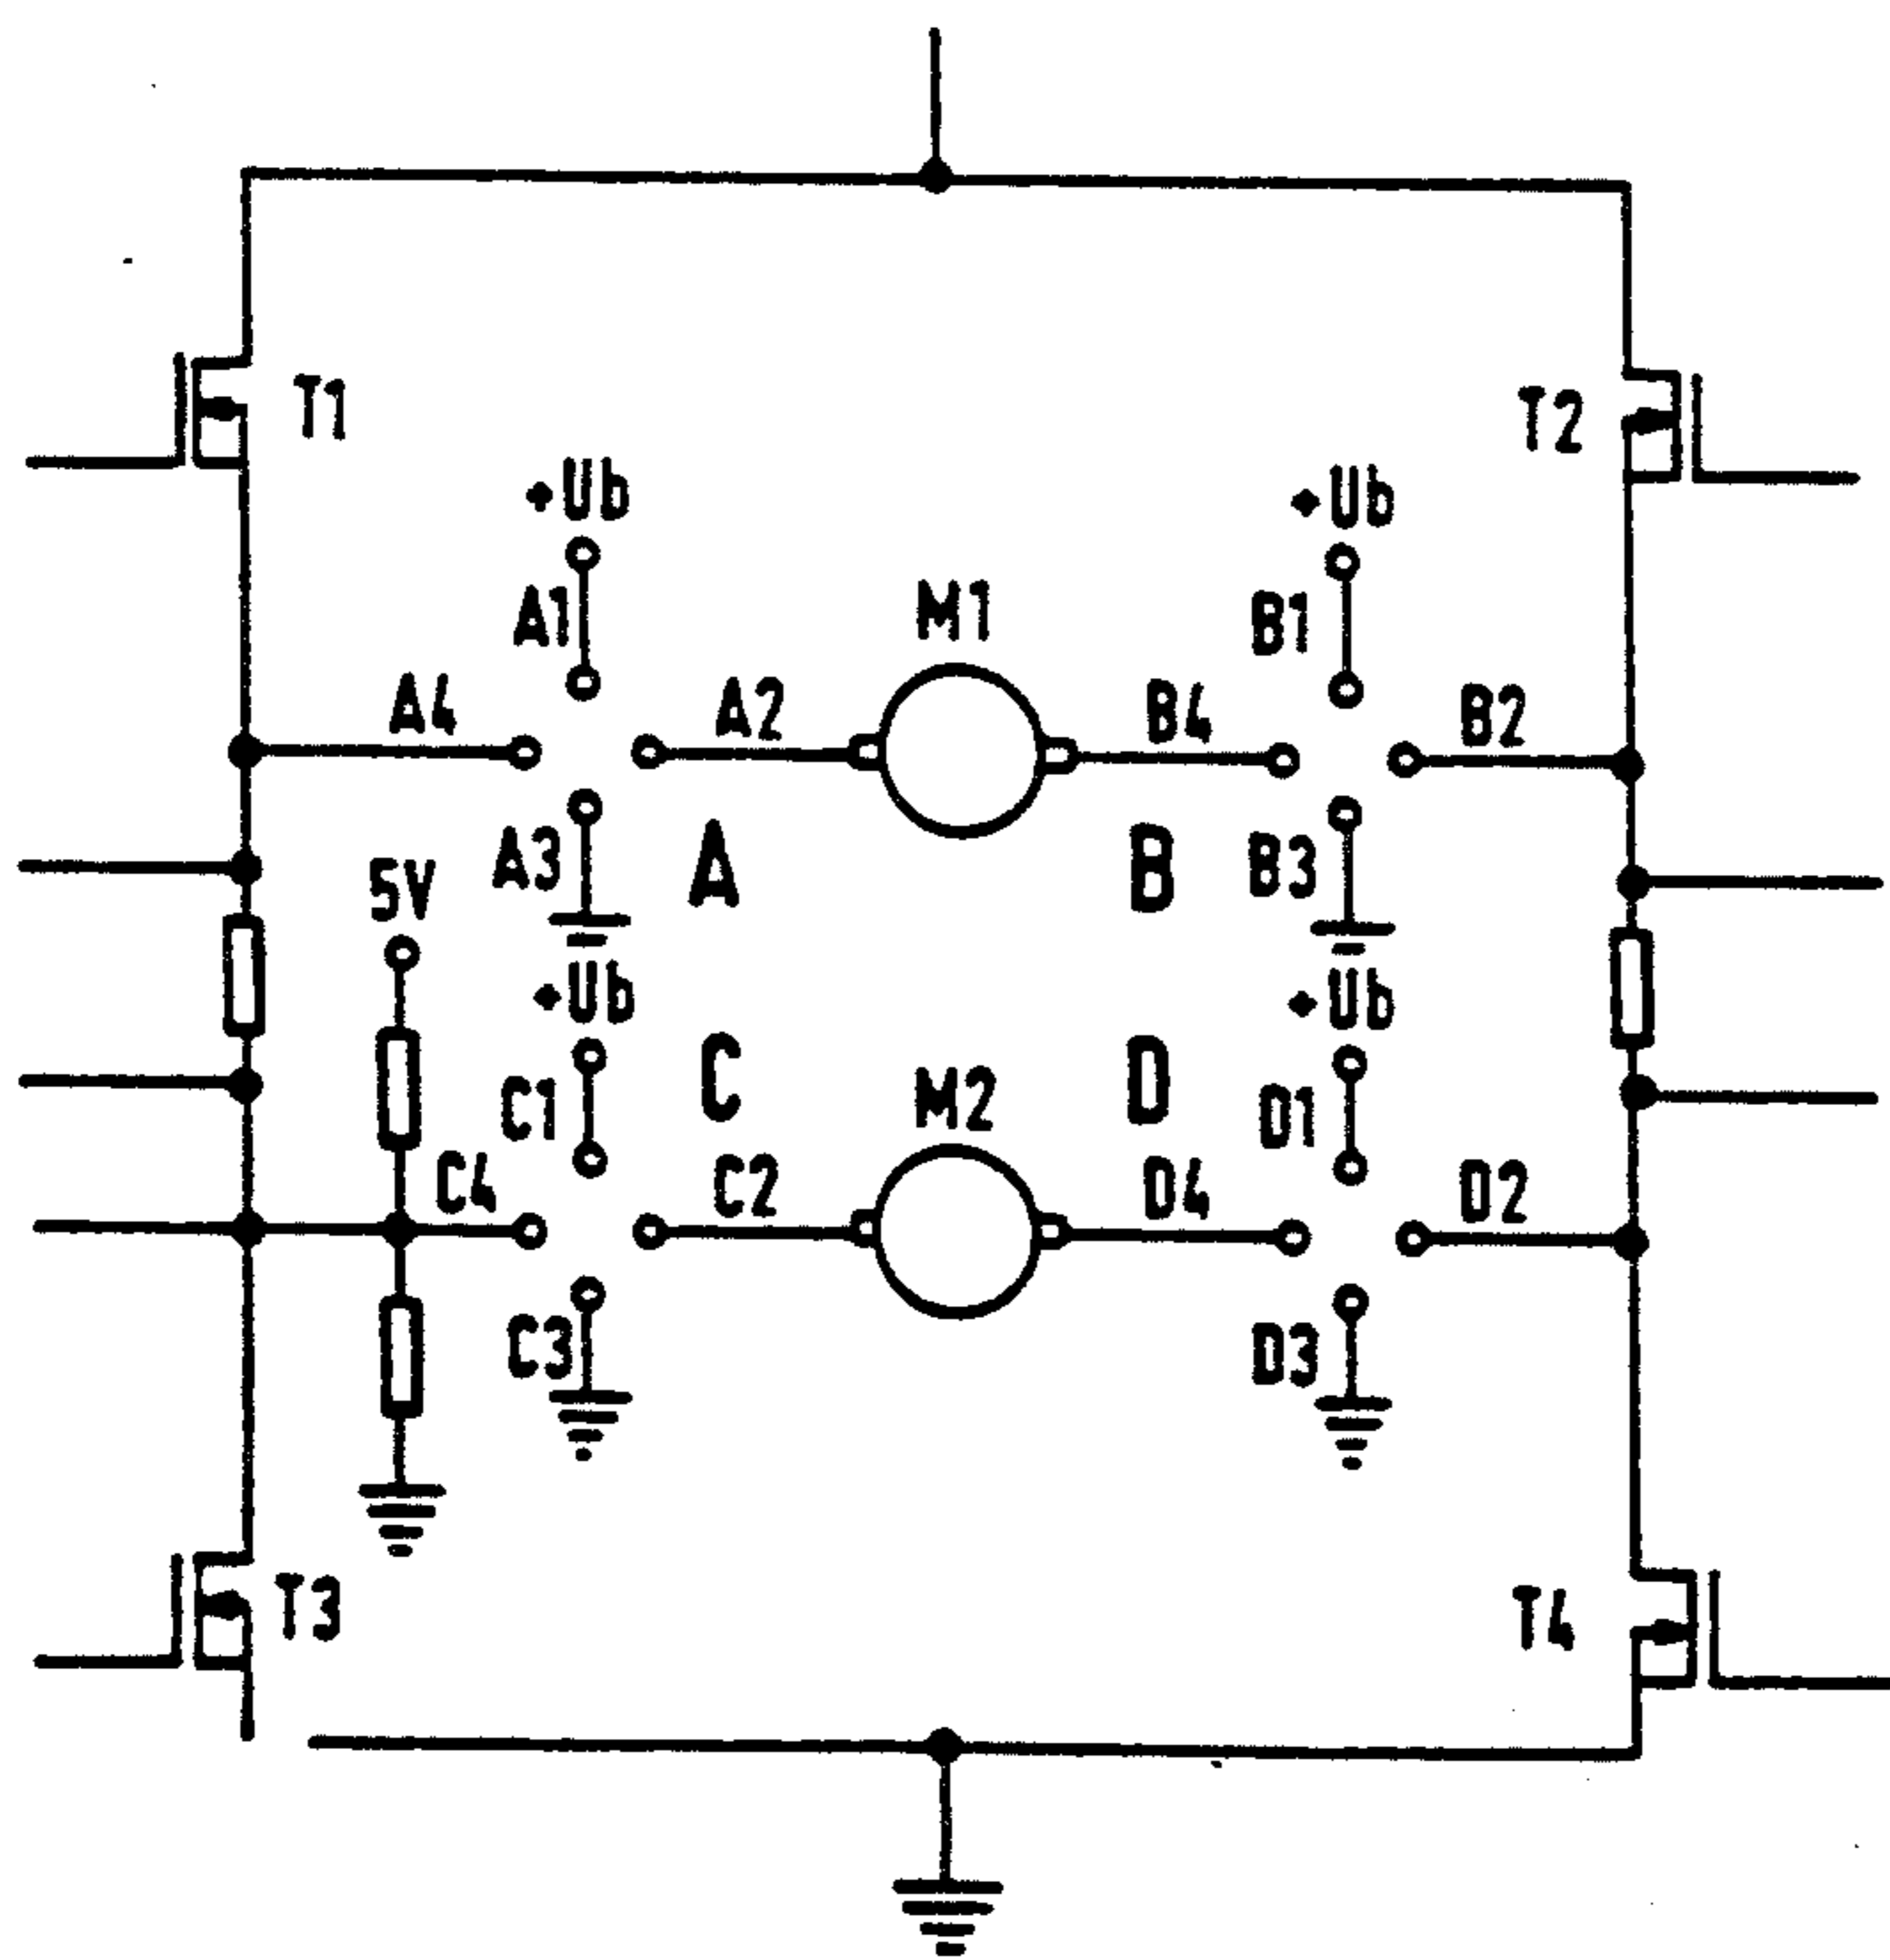 T1
T2
+Ub
+Ub
A1
M1
B1
A4
A2
B4
B2
A3
A
B
B3
5V
+Ub
+Ub
C1
C
M2
D
D1
C4
C2
D4
D2
C3
D3
T3
T4